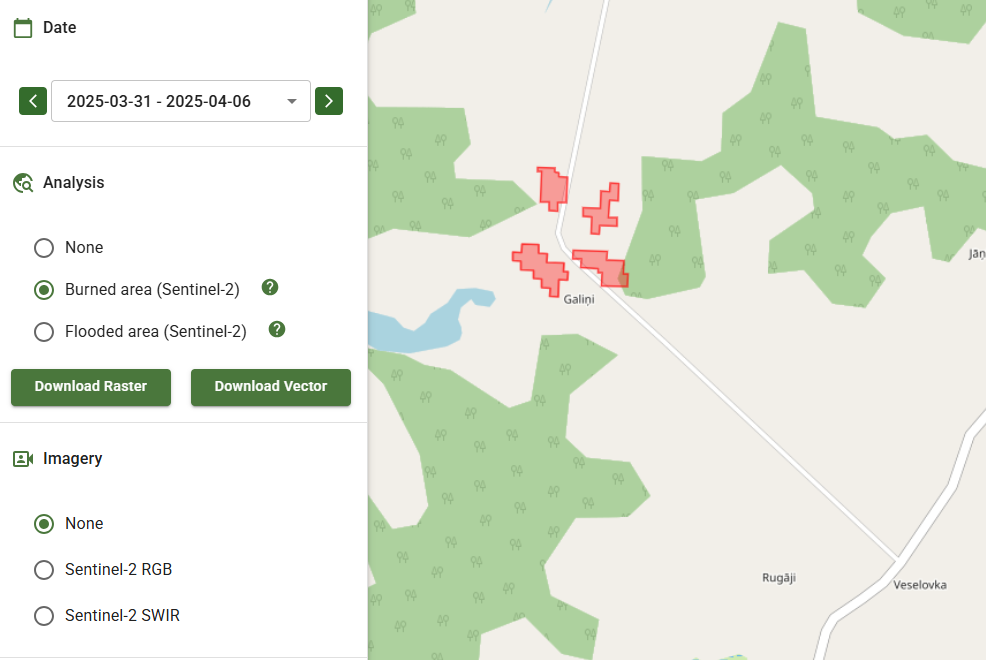 Date
2025-03-31 - 2025-04-06
Analysis
None
Burned area (Sentinel-2)
?
Flooded area (Sentinel-2)
?
Download Raster
Download Vector
Imagery
None
Sentinel-2 RGB
Sentinel-2 SWIR
Jāņ
Galiņi
Rugāji
Veselovka